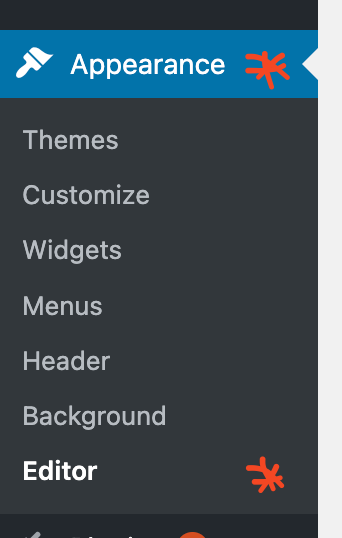 Appearance
Themes
Customize
Widgets
Menus
Header
Background
Editor